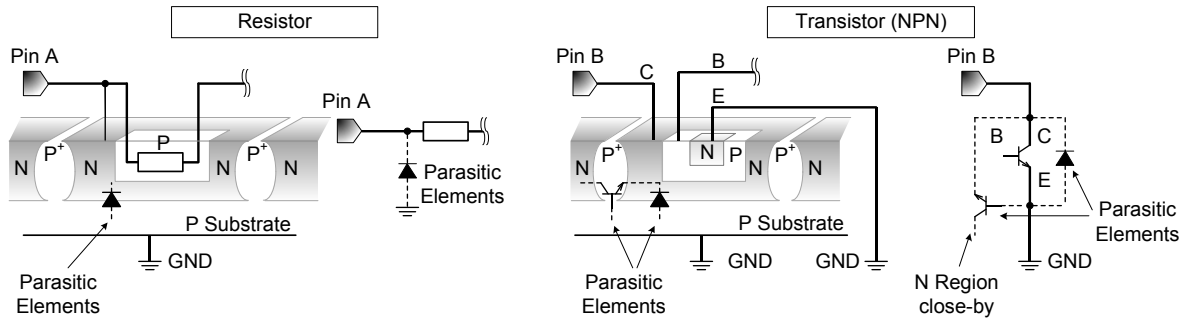 Resistor
Pin A
N
P+
N
P
N
P+
N
Parasitic
Elements
P Substrate
GND
Pin A
Parasitic
Elements
Transistor (NPN)
Pin B
C
B
E
N
P+
N
N
P
N
P+
N
P Substrate
Parasitic
Elements
GND
GND
Pin B
B
C
E
Parasitic
Elements
N Region
close-by
GND